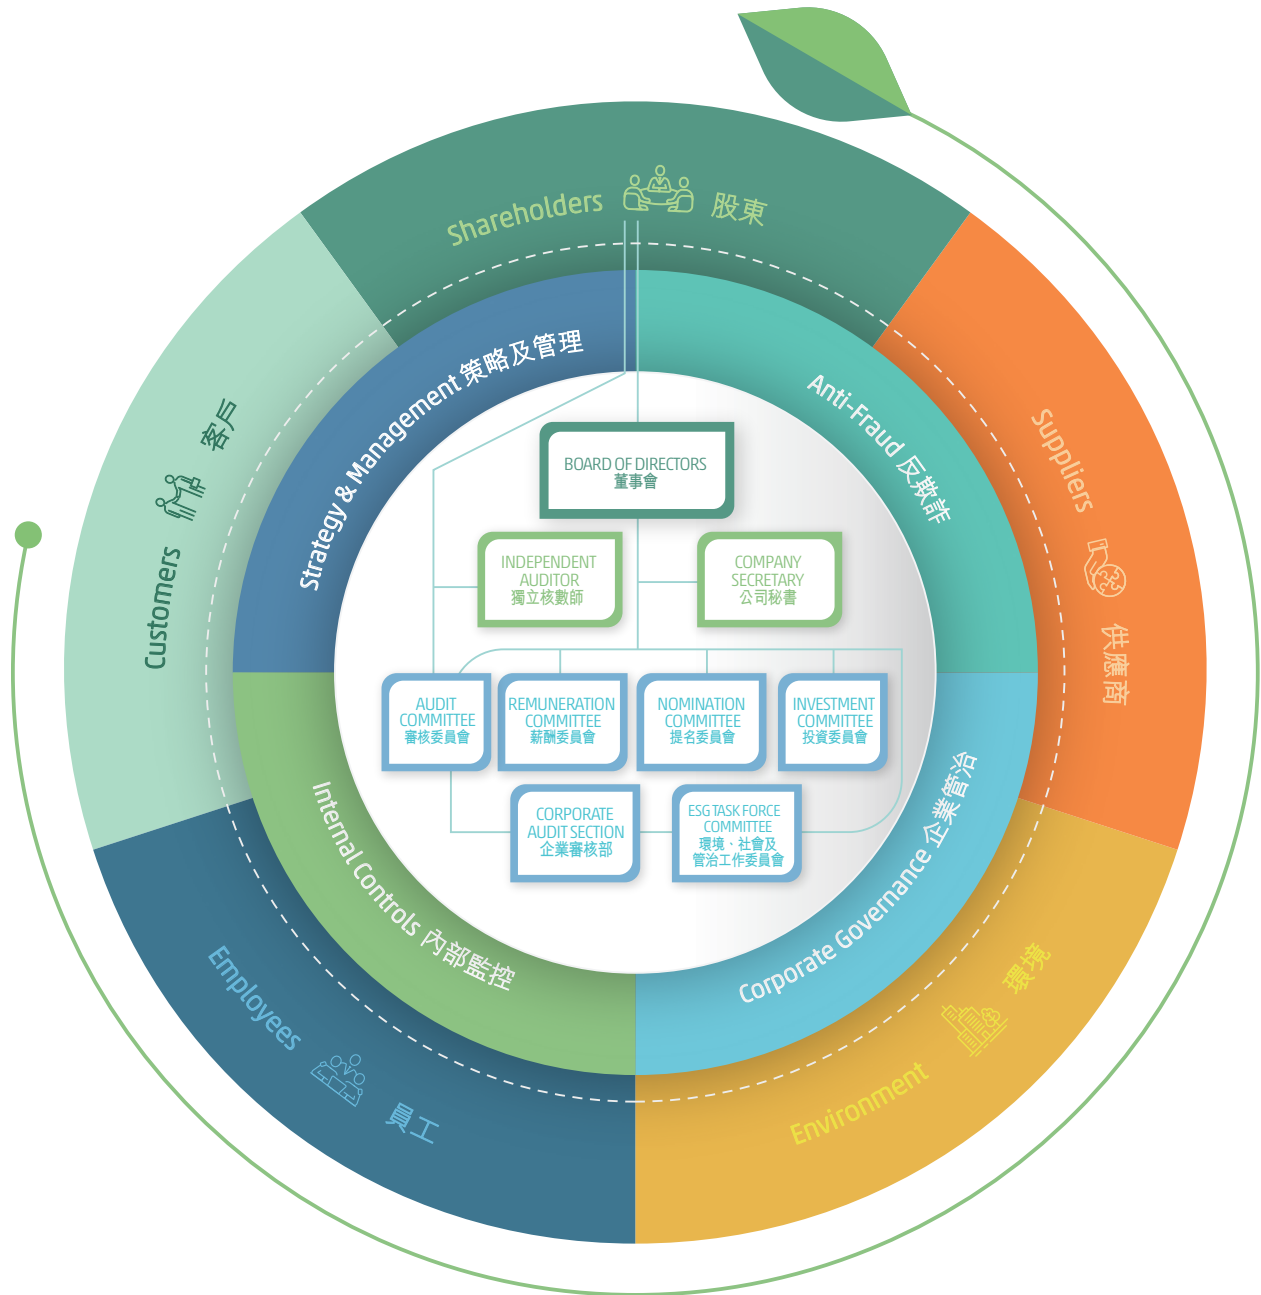 Shareholders 股東
Customers 客戶
Suppliers 供應商
Employees 員工
Environment 環境
Strategy & Management 策略及管理
Anti-Fraud 反欺詐
Internal Controls 內部監控
Corporate Governance 企業管治
BOARD OF DIRECTORS
董事會
INDEPENDENT
AUDITOR
獨立核數師
COMPANY
SECRETARY
公司秘書
AUDIT
COMMITTEE
審核委員會
REMUNERATION
COMMITTEE
薪酬委員會
NOMINATION
COMMITTEE
提名委員會
INVESTMENT
COMMITTEE
投資委員會
CORPORATE
AUDIT SECTION
企業審核部
ESG TASK FORCE
COMMITTEE
環境、社會及
管治工作委員會